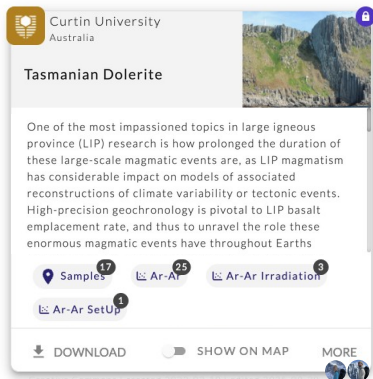 Curtin University
Australia
Tasmanian Dolerite
One of the most impassioned topics in large igneous
province (LIP) research is how prolonged the duration of
these large-scale magmatic events are, as LIP magmatism
has considerable impact on models of associated
reconstructions of climate variability or tectonic events.
High-precision geochronology is pivotal to LIP basalt
emplacement rate, and thus to unravel the role these
enormous magmatic events have throughout Earths
Samples 17 Ar-Ar 25 Ar-Ar Irradiation 3
Ar-Ar SetUp 1
DOWNLOAD SHOW ON MAP MORE